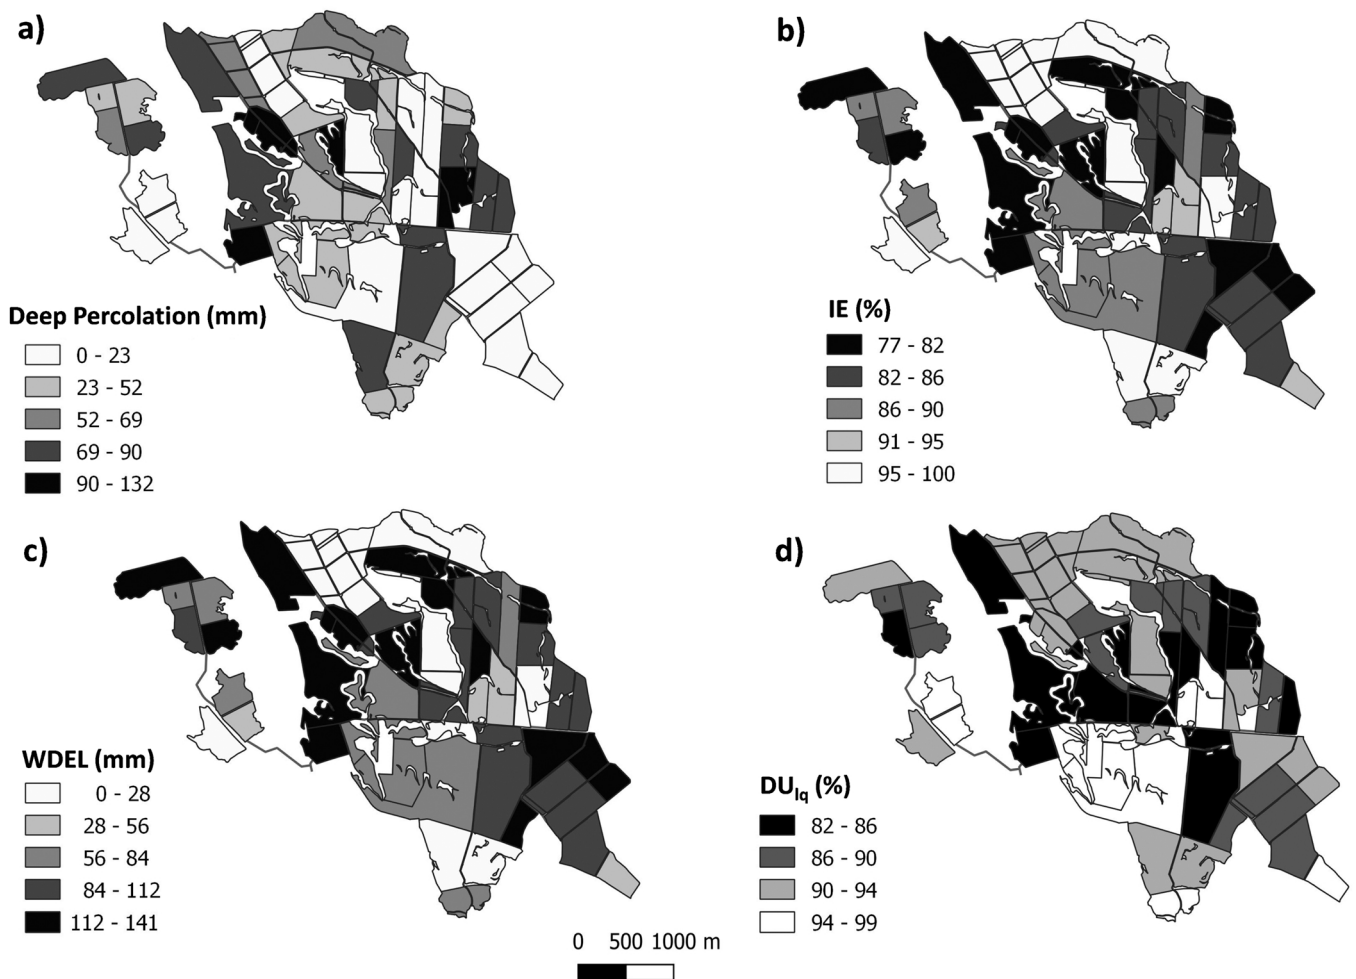 a)
b)
Deep Percolation (mm)
0 - 23
23 - 52
52 - 69
69 - 90
90 - 132
IE (%)
77 - 82
82 - 86
86 - 90
91 - 95
95 - 100
c)
d)
WDEL (mm)
0 - 28
28 - 56
56 - 84
84 - 112
112 - 141
DUlq (%)
82 - 86
86 - 90
90 - 94
94 - 99
0 500 1000 m